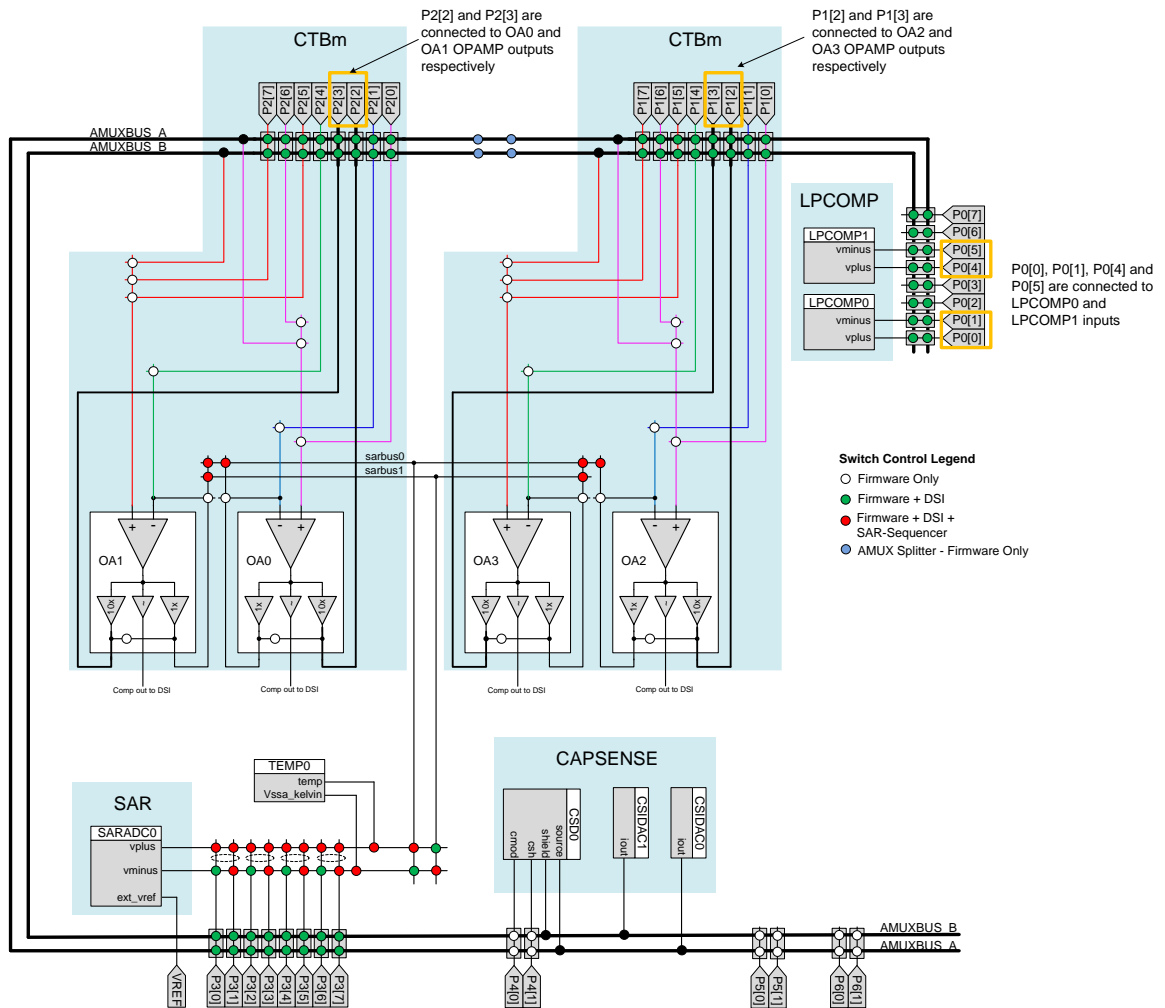 P2[2] and P2[3] are
connected to OA0 and
OA1 OPAMP outputs
respectively
P1[2] and P1[3] are
connected to OA2 and
OA3 OPAMP outputs
respectively
CTBm
CTBm
P2[7]
P2[6]
P2[5]
P2[4]
P2[3]
P2[2]
P2[1]
P2[0]
P1[7]
P1[6]
P1[5]
P1[4]
P1[3]
P1[2]
P1[1]
P1[0]
AMUXBUS_A
AMUXBUS_B
LPCOMP
LPCOMP1
vminus
vplus
LPCOMP0
vminus
vplus
P0[7]
P0[6]
P0[5]
P0[4]
P0[3]
P0[2]
P0[1]
P0[0]
P0[0], P0[1], P0[4] and
P0[5] are connected to
LPCOMP0 and
LPCOMP1 inputs
sarbus0
sarbus1
Switch Control Legend
Firmware Only
Firmware + DSI
Firmware + DSI +
SAR-Sequencer
AMUX Splitter - Firmware Only
+ -
- +
+ -
- +
OA1
OA0
OA3
OA2
10x
~
1x
1x
~
10x
10x
~
1x
1x
~
10x
Comp out to DSI
Comp out to DSI
Comp out to DSI
Comp out to DSI
TEMP0
temp
Vssa_kelvin
SAR
SARADC0
vplus
vminus
ext_vref
CAPSENSE
CSD0
cmod
csh
shield
source
CSIDAC1
iout
CSIDAC0
iout
AMUXBUS_B
AMUXBUS_A
VREF
P3[0]
P3[1]
P3[2]
P3[3]
P3[4]
P3[5]
P3[6]
P3[7]
P4[0]
P4[1]
P5[0]
P5[1]
P6[0]
P6[1]